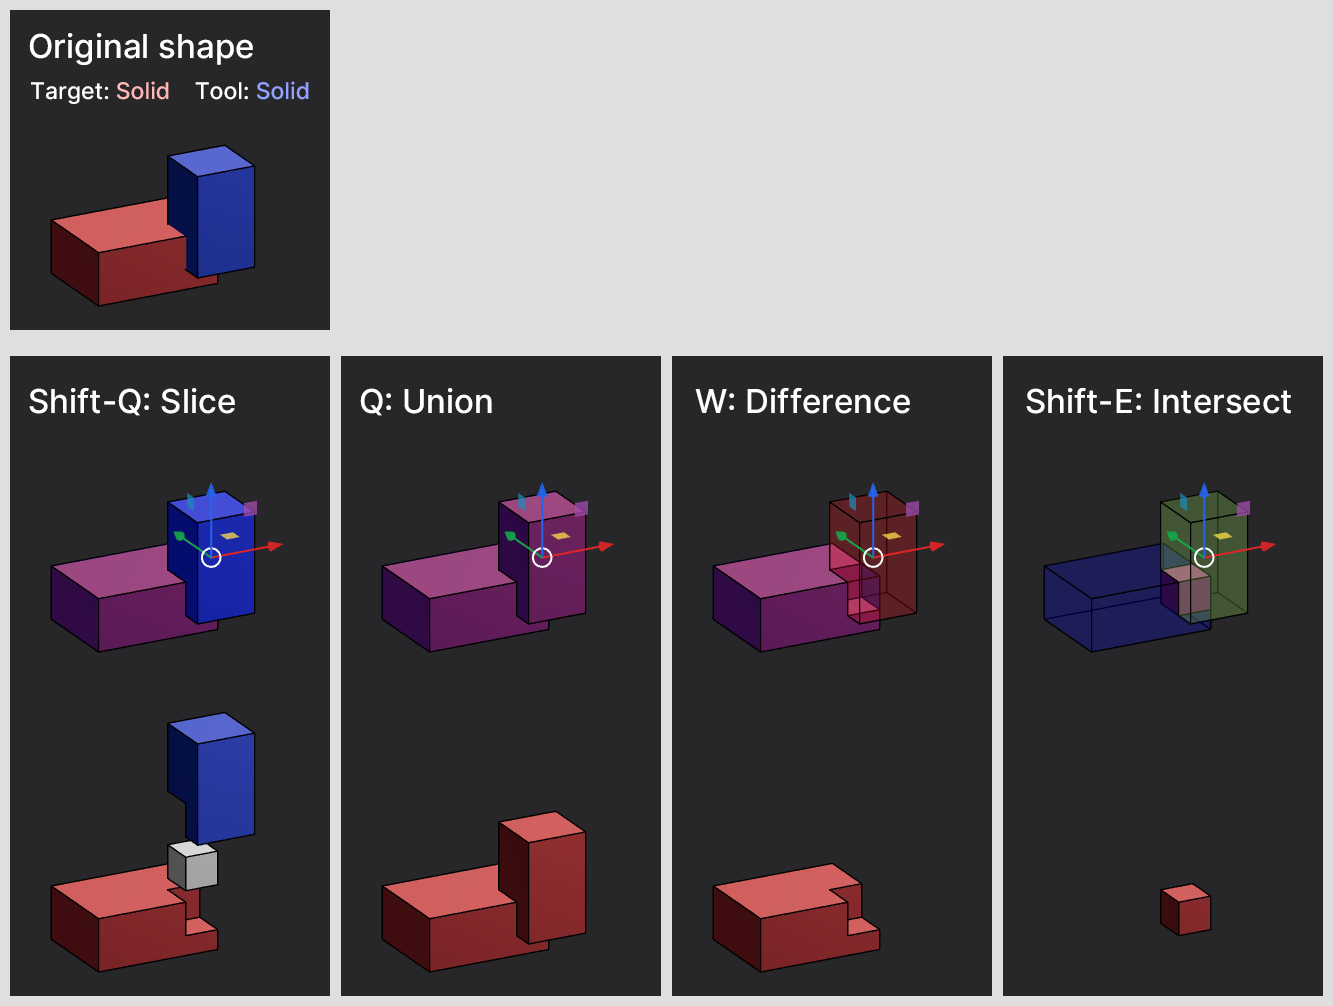 Original shape
Target: Solid Tool: Solid
Shift-Q: Slice
Q: Union
W: Difference
Shift-E: Intersect